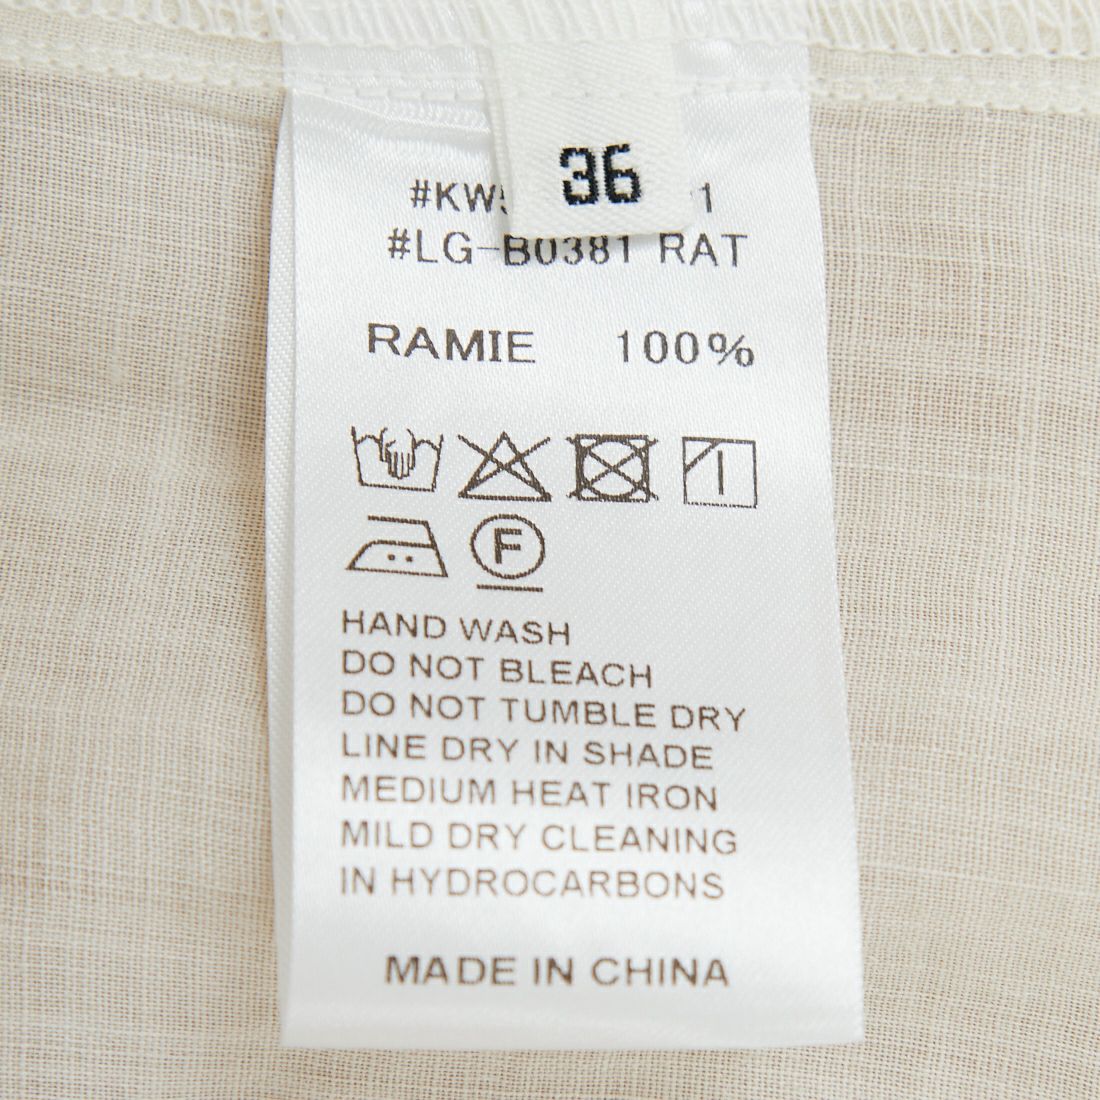 36
#LG-B0381 RAT
RAMIE 100%
F
HAND WASH
DO NOT BLEACH
DO NOT TUMBLE DRY
LINE DRY IN SHADE
MEDIUM HEAT IRON
MILD DRY CLEANING
IN HYDROCARBONS
MADE IN CHINA